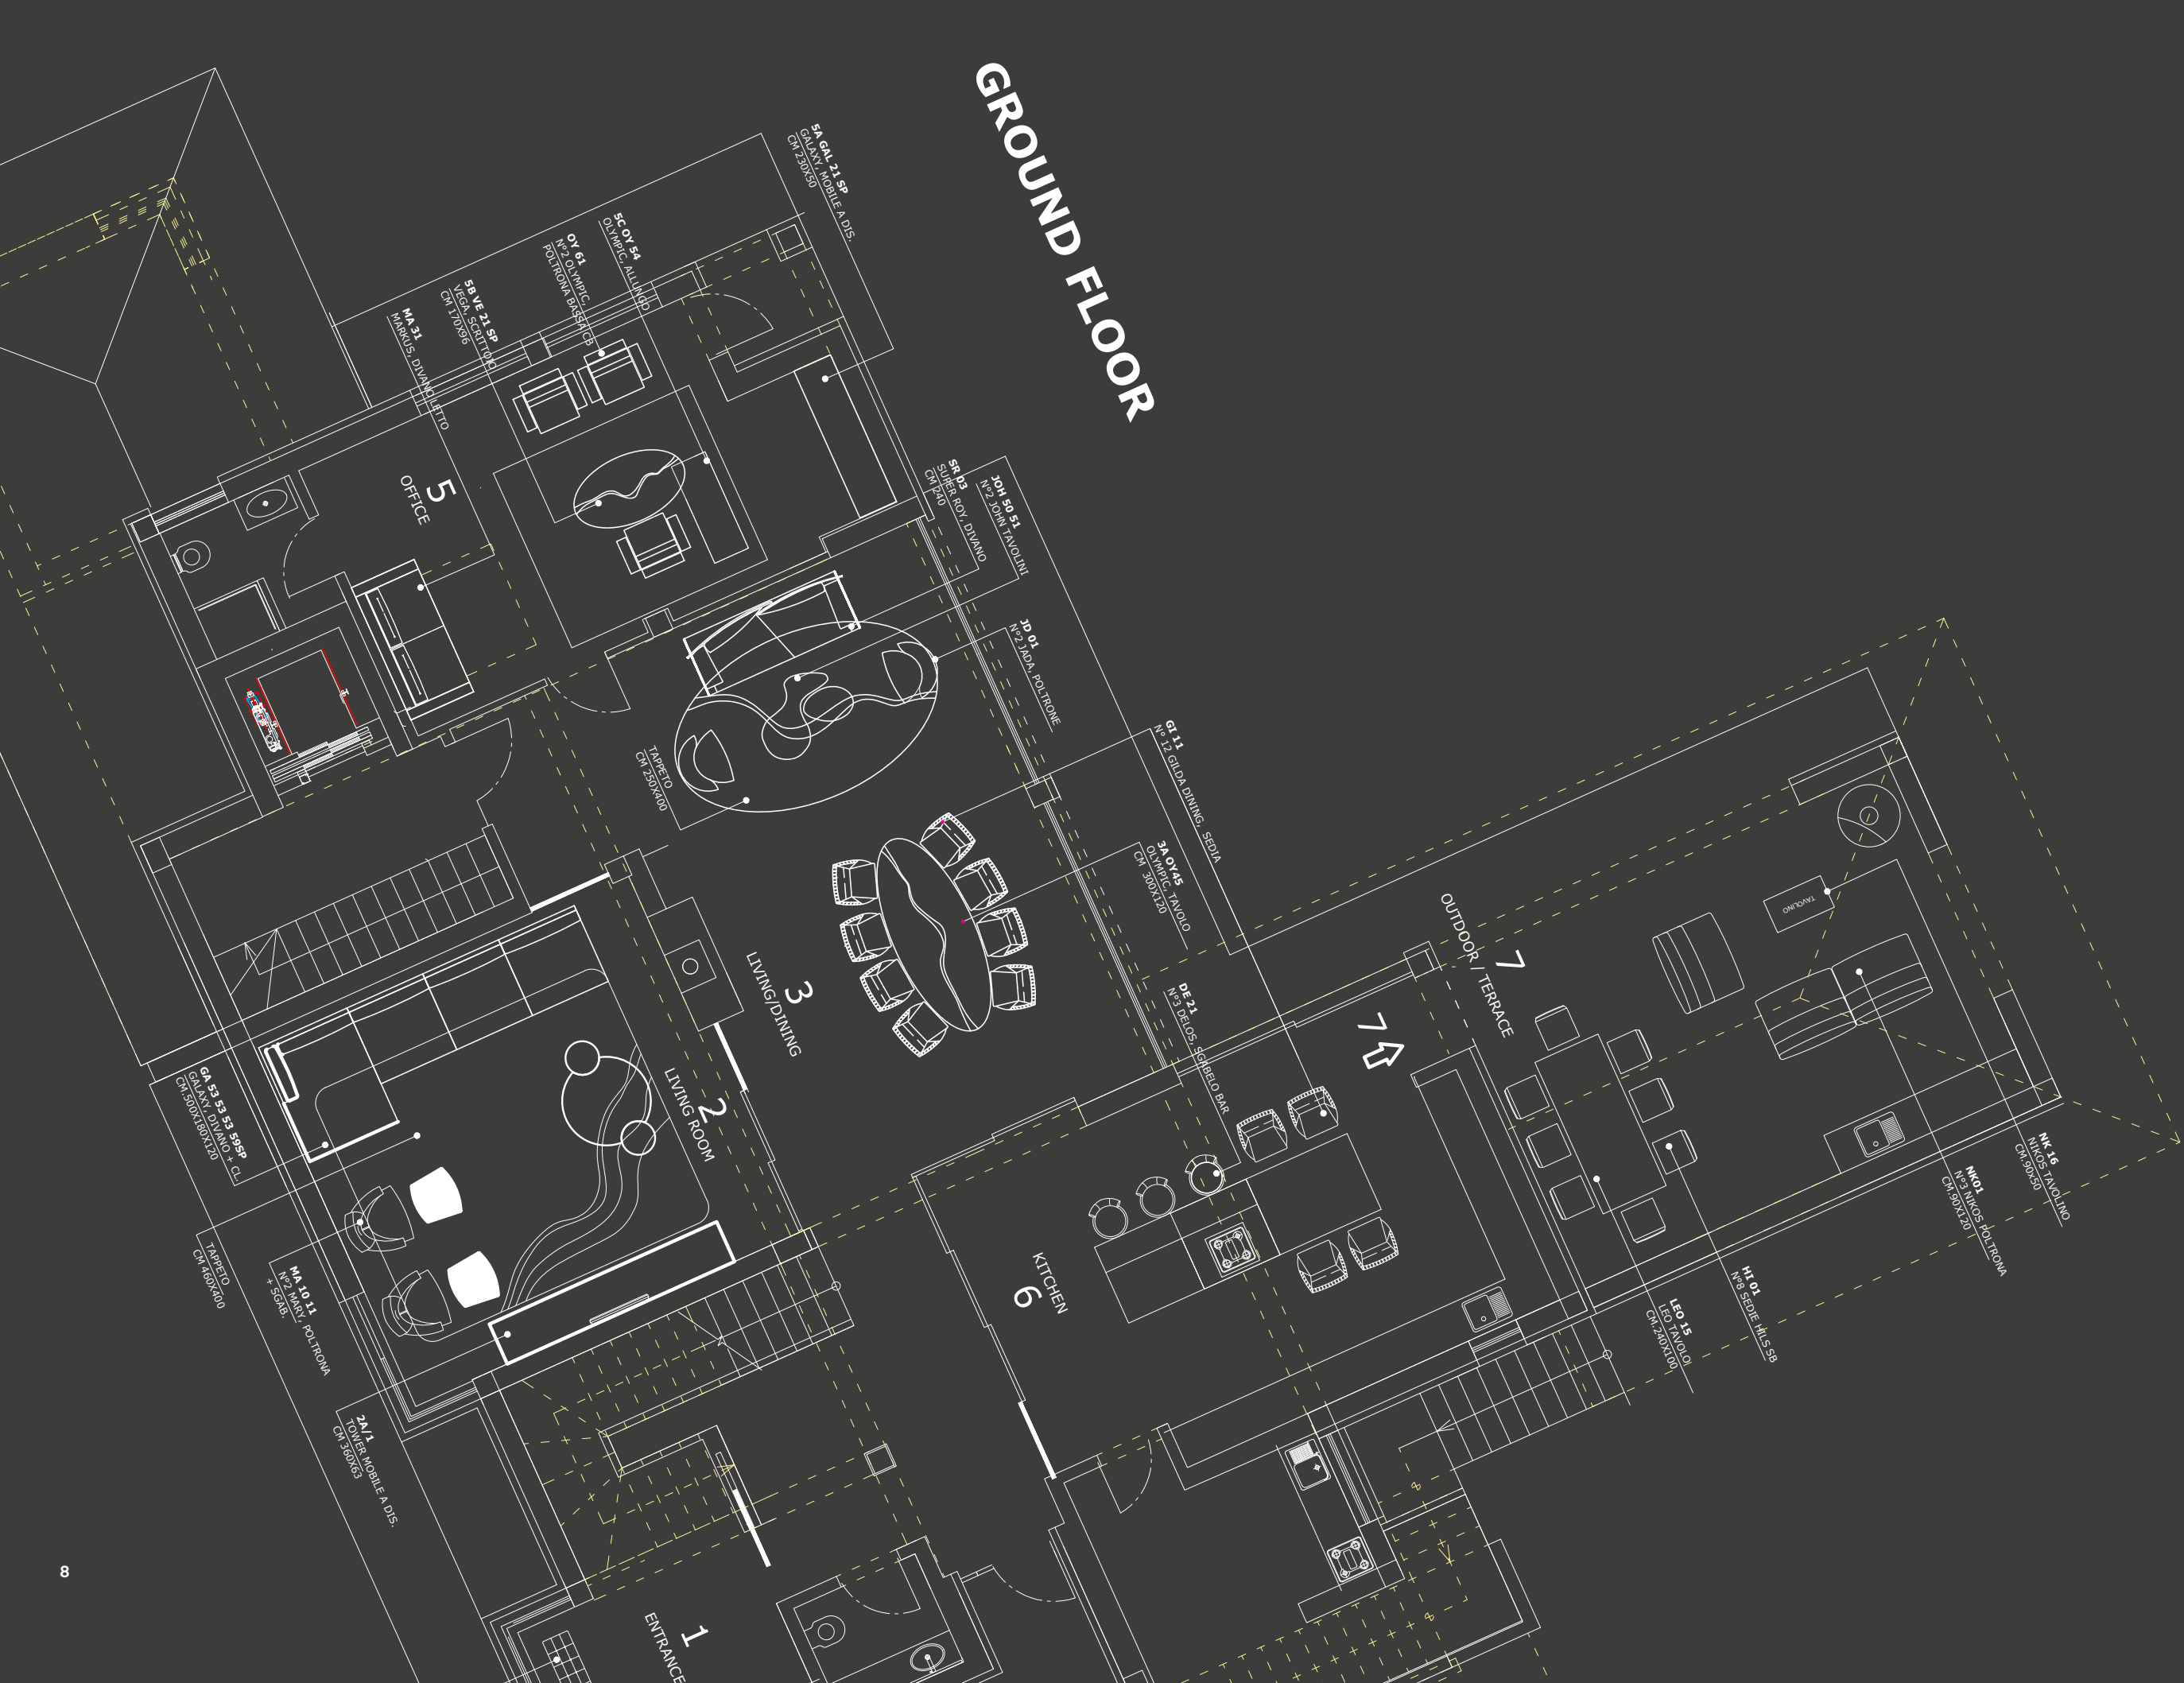 GROUND FLOOR
5A GAL 21 SP
GALAXY, MOBILE A DIS.
CM 230X50
5C OY 54
OLYMPIC, ALLUNGO
OY 61
N°2 OLYMPIC,
POLTRONA BASSA CB
5B VE 21 SP
VEGA, SCRITTOIO
CM 170X96
MA 31
MARKUS, DIVANO LETTO
5
OFFICE
JOH 50 51
N°2 JOHN TAVOLINI
SR 03
SUPER ROY, DIVANO
CM 240
JD 01
N°2 JADA, POLTRONE
TAPPETO
CM 250X400
GI 11
N° 12 GILDA DINING, SEDIA
3A OY45
OLYMPIC, TAVOLO
CM 300X120
3
LIVING/DINING
DE 21
N°3 DELOS, SGABELO BAR
7
OUTDOOR / TERRACE
7
TAVOLINO
2
LIVING ROOM
GA 53 53 53 59SP
GALAXY, DIVANO + CL.
CM.500X180X120
TAPPETO
CM 460X400
MA 10 11
N°2 MARY, POLTRONA
+ SGAB.
2A/1
TOWER MOBILE A DIS.
CM 360X63
KITCHEN
6
NK 16
NIKOS TAVOLINO
CM.90x50
NK01
N°3 NIKOS POLTRONA
CM.90X120
HI 01
N°8 SEDIE HILS SB
LEO 15
LEO TAVOLO
CM.240X100
1
ENTRANCE
8